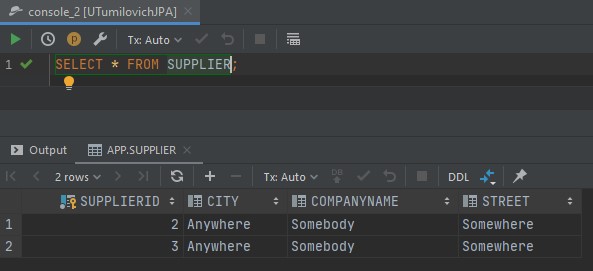 console_2 [UTumilovichJPA]
Tx: Auto
1 SELECT * FROM SUPPLIER;
Output APP.SUPPLIER
2 rows Tx: Auto DB DDL
SUPPLIERID CITY COMPANYNAME STREET
1 2 Anywhere Somebody Somewhere
2 3 Anywhere Somebody Somewhere